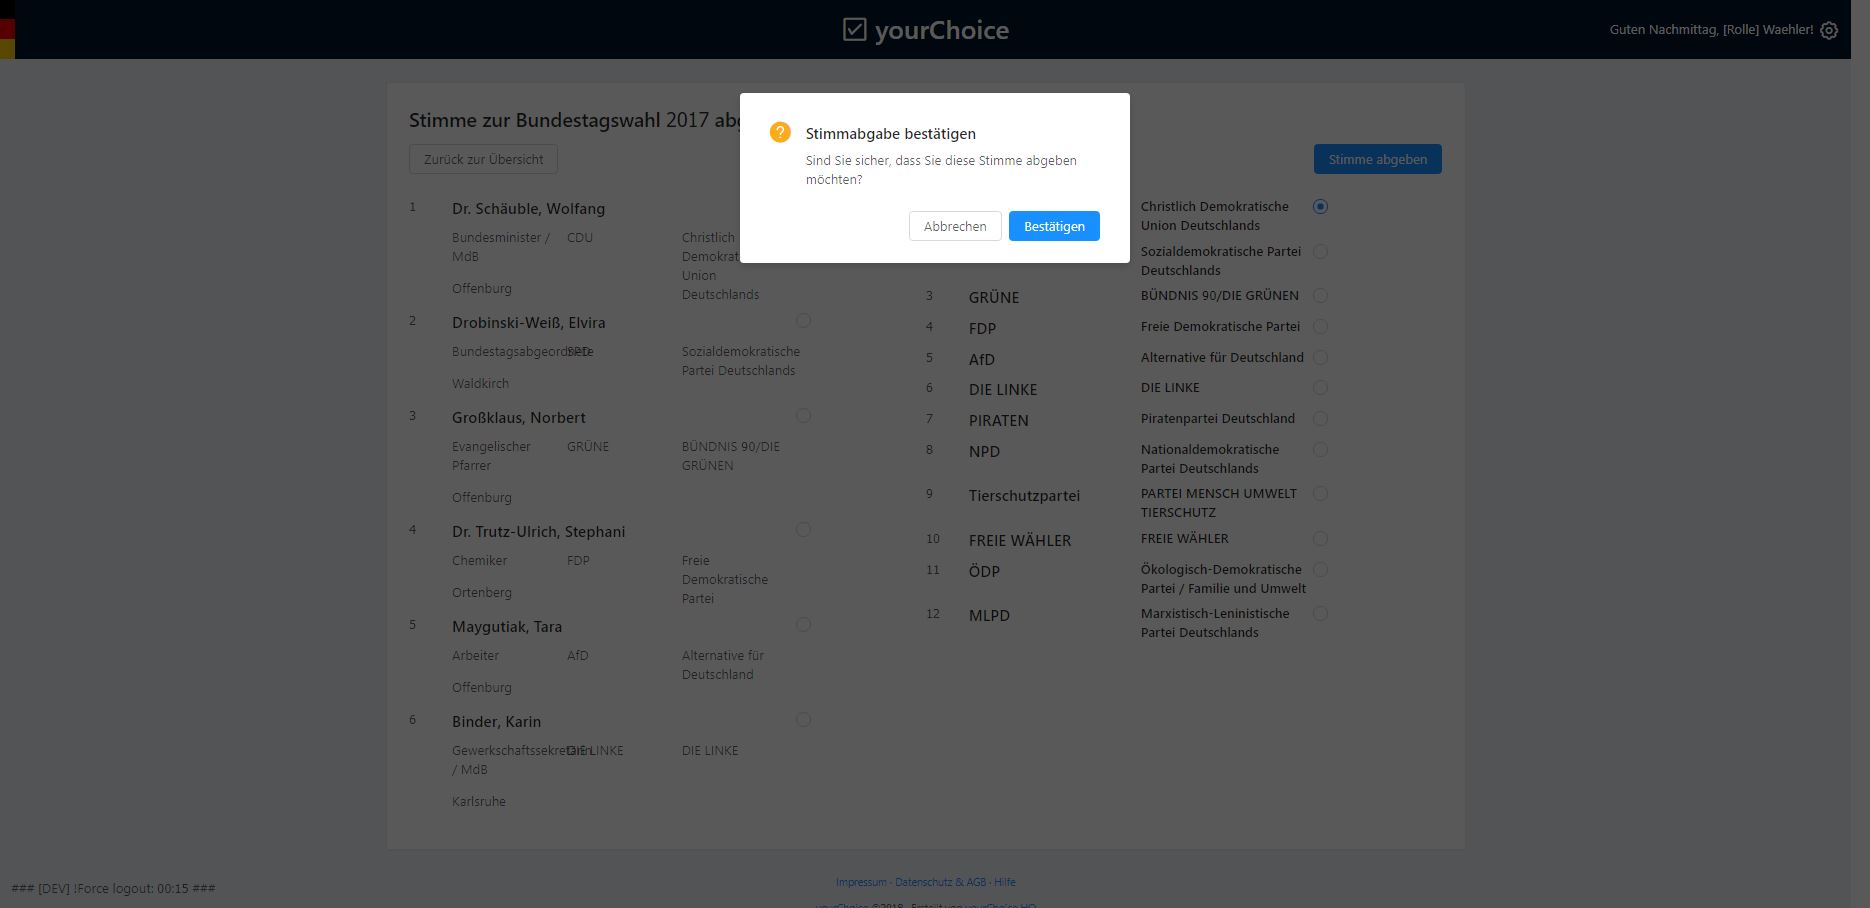 yourChoice
Guten Nachmittag, [Rolle] Waehler!
Stimme zur Bundestagswahl 2017
Zurück zur Übersicht
Stimme abgeben
?
Stimmabgabe bestätigen
Sind Sie sicher, dass Sie diese Stimme abgeben
möchten?
Abbrechen
Bestätigen
1
Dr. Schäuble, Wolfang
Bundesminister /
MdB
CDU
Christlich
Union
Deutschlands
Offenburg
2
Drobinski-Weiß, Elvira
SPD
Sozialdemokratische
Partei Deutschlands
Waldkirch
3
Großklaus, Norbert
Evangelischer
Pfarrer
GRÜNE
BÜNDNIS 90/DIE
GRÜNEN
Offenburg
4
Dr. Trutz-Ulrich, Stephani
Chemiker
FDP
Freie
Demokratische
Partei
Ortenberg
5
Maygutiak, Tara
Arbeiter
AfD
Alternative für
Deutschland
Offenburg
6
Binder, Karin
DIE LINKE
/ MdB
DIE LINKE
Karlsruhe
Christlich Demokratische
Union Deutschlands
Sozialdemokratische Partei
Deutschlands
3
GRÜNE
BÜNDNIS 90/DIE GRÜNEN
4
FDP
Freie Demokratische Partei
5
AfD
Alternative für Deutschland
6
DIE LINKE
DIE LINKE
7
PIRATEN
Piratenpartei Deutschland
8
NPD
Nationaldemokratische
Partei Deutschlands
9
Tierschutzpartei
PARTEI MENSCH UMWELT
TIERSCHUTZ
10
FREIE WÄHLER
FREIE WÄHLER
11
ÖDP
Ökologisch-Demokratische
Partei / Familie und Umwelt
12
MLPD
Marxistisch-Leninistische
Partei Deutschlands
### [DEV] !Force logout: 00:15 ###
Impressum · Datenschutz & AGB · Hilfe
yourChoice ©2018 · Erstellt von yourChoice HQ